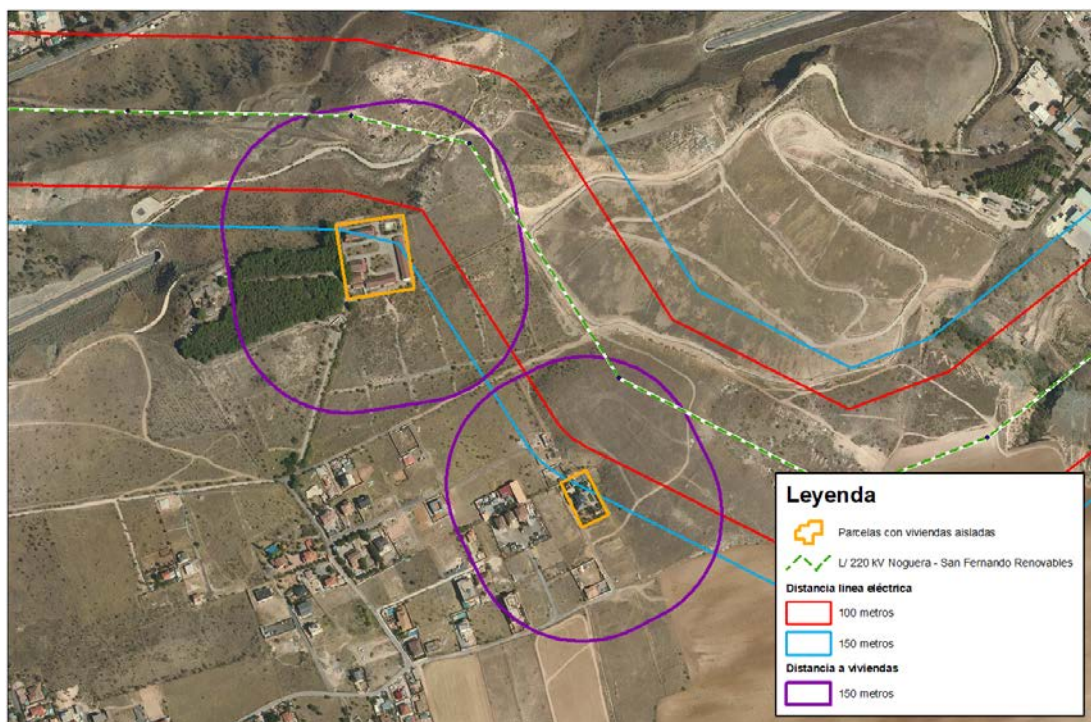 Leyenda
Parcelas con viviendas aisladas
L/ 220 kV Noguera - San Fernando Renovables
Distancia línea eléctrica
100 metros
150 metros
Distancia a viviendas
150 metros